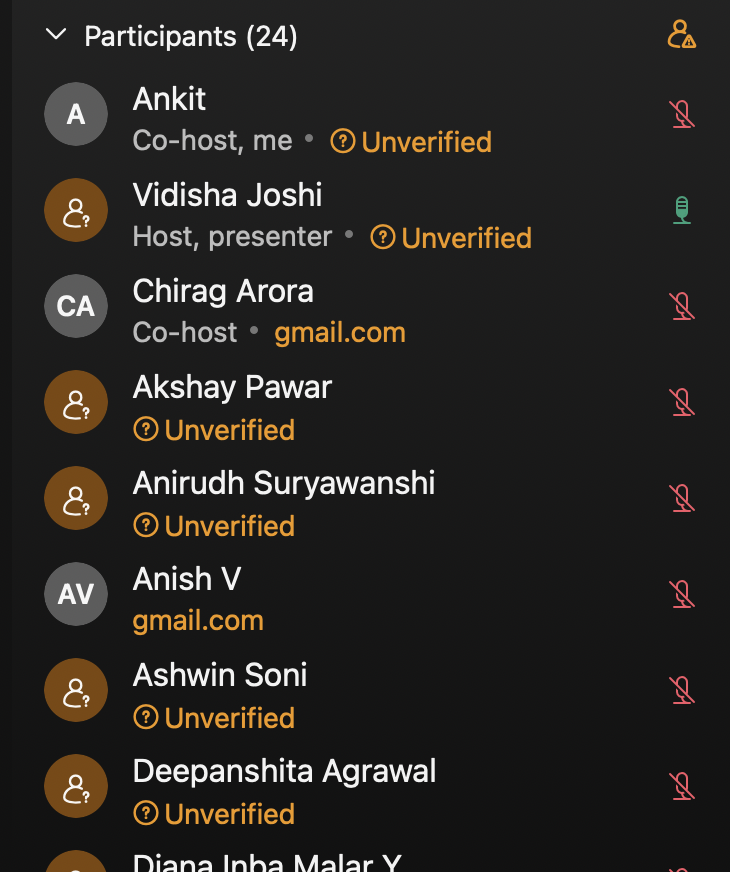 Participants (24)
A
Ankit
Co-host, me • Unverified
Vidisha Joshi
Host, presenter • Unverified
CA
Chirag Arora
Co-host • gmail.com
Akshay Pawar
Unverified
Anirudh Suryawanshi
Unverified
AV
Anish V
gmail.com
Ashwin Soni
Unverified
Deepanshita Agrawal
Unverified
Diana Inba Malar Y